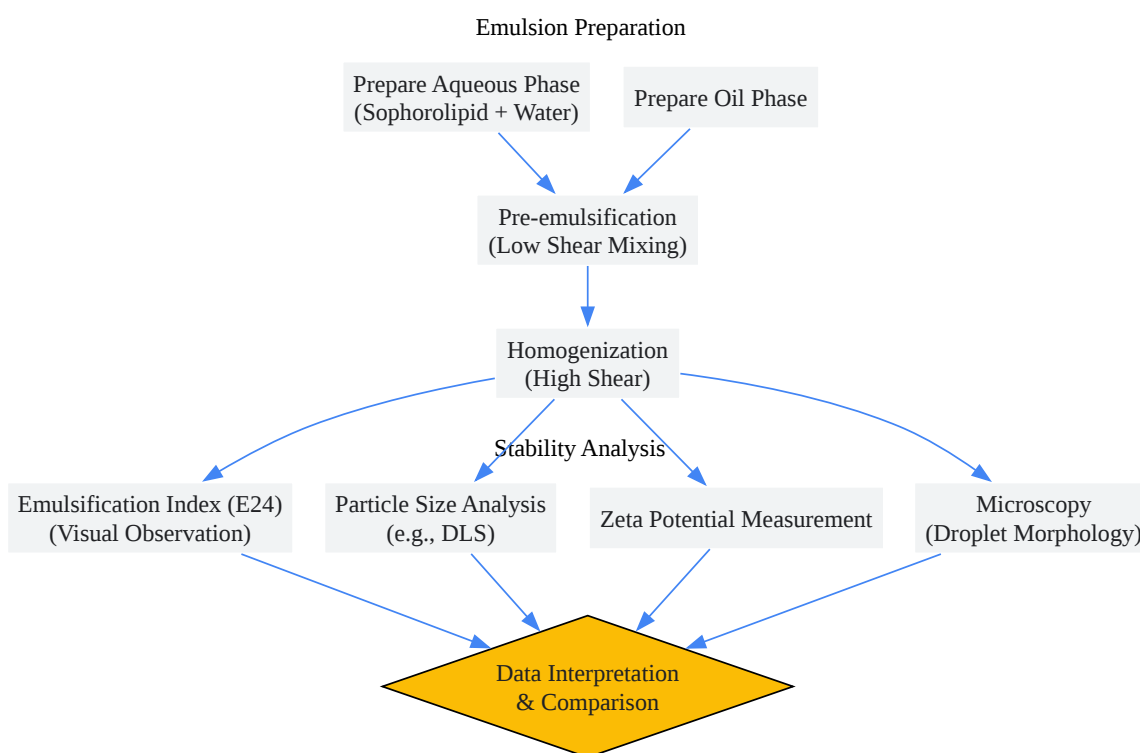 Emulsion Preparation
Prepare Aqueous Phase
(Sophorolipid + Water)
Prepare Oil Phase
Pre-emulsification
(Low Shear Mixing)
Homogenization
(High Shear)
Stability Analysis
Emulsification Index (E24)
(Visual Observation)
Particle Size Analysis
(e.g., DLS)
Zeta Potential Measurement
Microscopy
(Droplet Morphology)
Data Interpretation
& Comparison